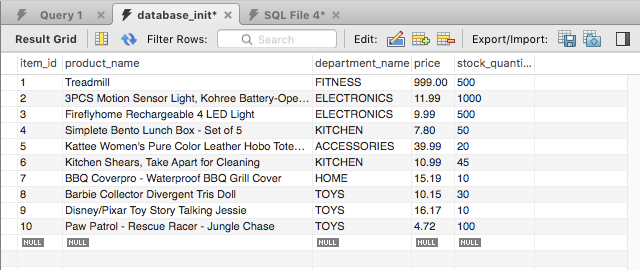 Query 1 database_init* SQL File 4*
Result Grid Filter Rows: Search Edit: Export/Import:
item_id product_name department_name price stock_quanti...
1 Treadmill FITNESS 999.00 500
2 3PCS Motion Sensor Light, Kohree Battery-Ope... ELECTRONICS 11.99 1000
3 Fireflyhome Rechargeable 4 LED Light ELECTRONICS 9.99 500
4 Simplete Bento Lunch Box - Set of 5 KITCHEN 7.80 50
5 Kattee Women's Pure Color Leather Hobo Tote... ACCESSORIES 39.99 20
6 Kitchen Shears, Take Apart for Cleaning KITCHEN 10.99 45
7 BBQ Coverpro - Waterproof BBQ Grill Cover HOME 15.19 10
8 Barbie Collector Divergent Tris Doll TOYS 10.15 30
9 Disney/Pixar Toy Story Talking Jessie TOYS 16.17 10
10 Paw Patrol - Rescue Racer - Jungle Chase TOYS 4.72 100
NULL NULL NULL NULL NULL